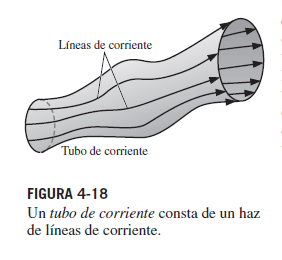 Líneas de corriente
Tubo de corriente
FIGURA 4-18
Un tubo de corriente consta de un haz
de líneas de corriente.